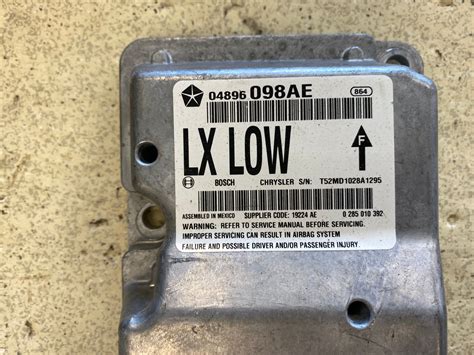 04896 098AE 864
LX LOW F
BOSCH CHRYSLER S/N: T52MD1028A1295
ASSEMBLED IN MEXICO SUPPLIER CODE: 19224 AE 0 285 010 392
WARNING: REFER TO SERVICE MANUAL BEFORE SERVICING.
IMPROPER SERVICING CAN RESULT IN AIRBAG SYSTEM
FAILURE AND POSSIBLE DRIVER AND/OR PASSENGER INJURY.